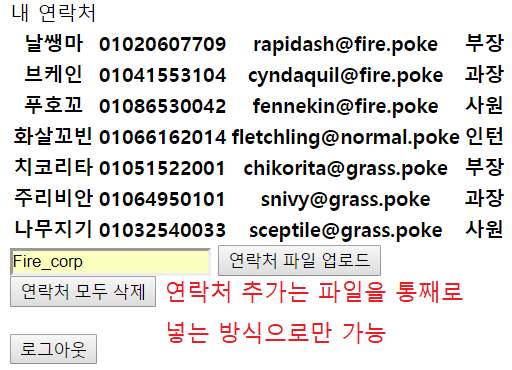 내 연락처
날쌩마 01020607709 rapidash@fire.poke 부장
브케인 01041553104 cyndaquil@fire.poke 과장
푸호꼬 01086530042 fennekin@fire.poke 사원
화살꼬빈 01066162014 fletchling@normal.poke 인턴
치코리타 01051522001 chikorita@grass.poke 부장
주리비얀 01064950101 snivy@grass.poke 과장
나무지기 01032540033 sceptile@grass.poke 사원
Fire_corp 연락처 파일 업로드
연락처 모두 삭제 연락처 추가는 파일을 통째로
넣는 방식으로만 가능
로그아웃